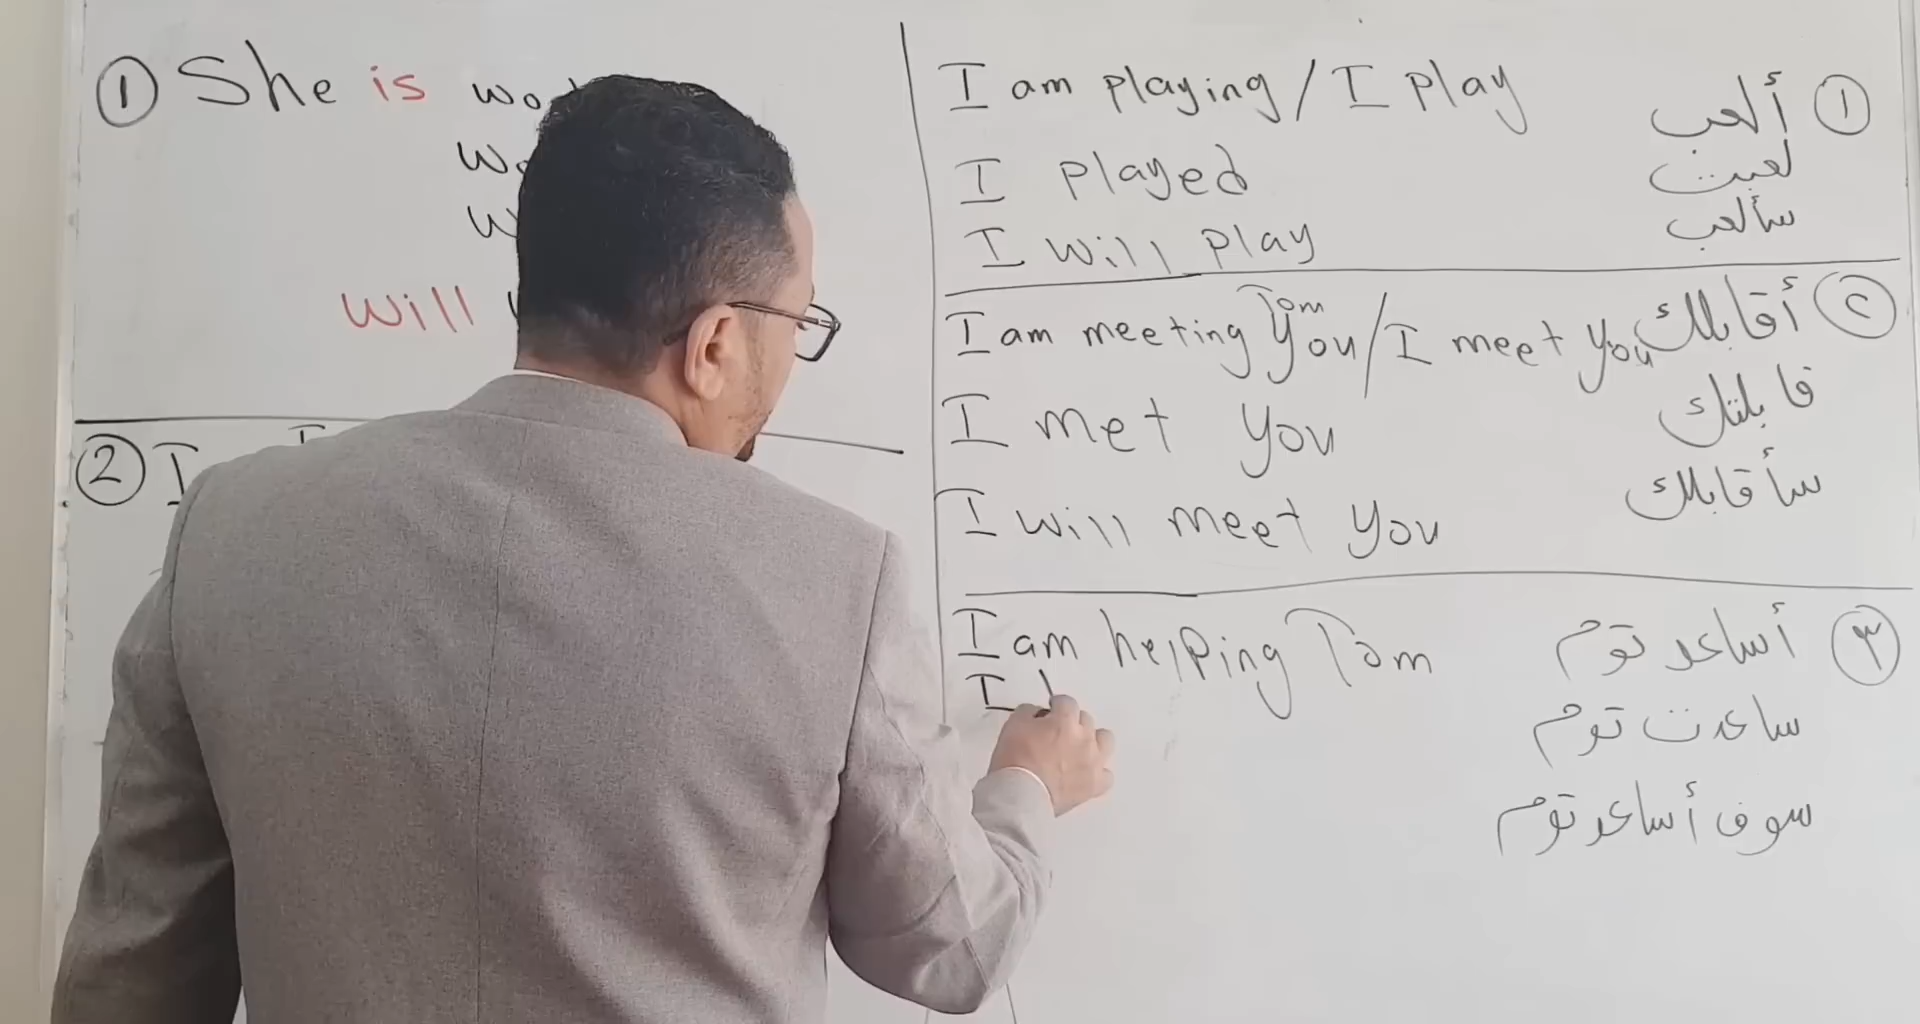 ① She is
will
② I
I am playing / I play
ألعب ①
I played
لعبت
I will play
سألعب
Tom
I am meeting you / I meet you
أقابلك ②
I met you
قابلتك
I will meet you
سأقابلك
I am helping Tom
أساعد توم ③
I
ساعدت توم
سوف أساعد توم